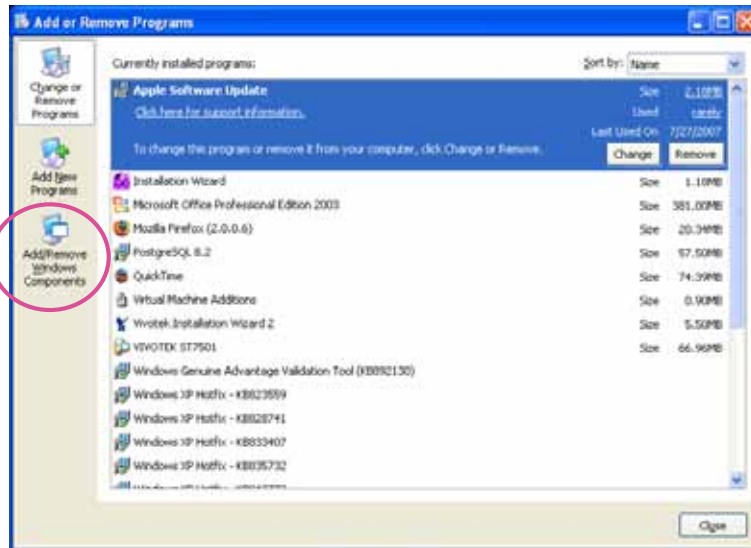 Add or Remove Programs
Change or
Remove
Programs
Add New
Programs
Add/Remove
Windows
Components
Currently installed programs:
Sort by: Name
Apple Software Update
Size 2.10MB
Click here for support information.
Used rarely
Last Used On 7/27/2007
To change this program or remove it from your computer, click Change or Remove.
Change Remove
Installation Wizard Size 1.10MB
Microsoft Office Professional Edition 2003 Size 381.00MB
Mozilla Firefox (2.0.0.6) Size 20.34MB
PostgreSQL 8.2 Size 57.50MB
QuickTime Size 74.39MB
Virtual Machine Additions Size 0.90MB
Vivotek Installation Wizard 2 Size 5.50MB
VIVOTEK ST7501 Size 66.96MB
Windows Genuine Advantage Validation Tool (KB892130)
Windows XP Hotfix - KB823559
Windows XP Hotfix - KB828741
Windows XP Hotfix - KB833407
Windows XP Hotfix - KB835732
Close